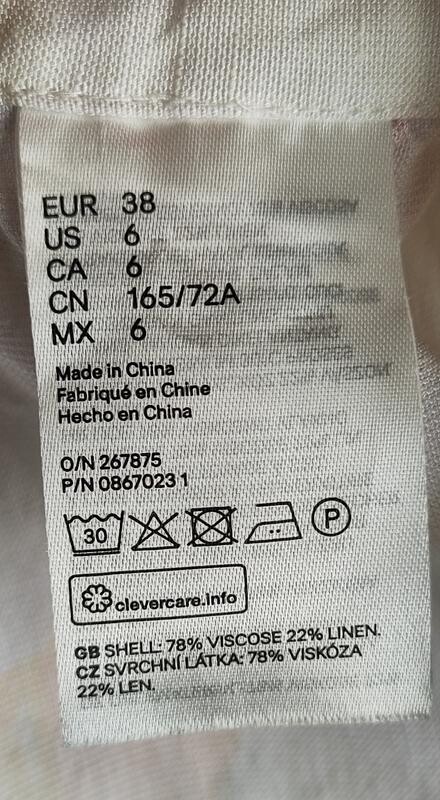 EUR 38
US 6
CA 6
CN 165/72A
MX 6
Made in China
Fabriqué en Chine
Hecho en China
O/N 267875
P/N 0867023 1
30
P
clevercare.info
GB SHELL: 78% VISCOSE 22% LINEN.
CZ SVRCHNÍ LÁTKA: 78% VISKÓZA
22% LEN.